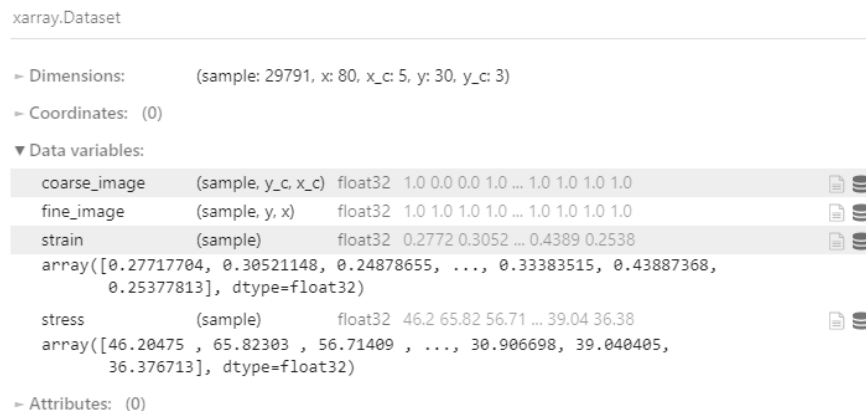 xarray.Dataset
► Dimensions: (sample: 29791, x: 80, x_c: 5, y: 30, y_c: 3)
► Coordinates: (0)
▼ Data variables:
coarse_image (sample, y_c, x_c) float32 1.0 0.0 0.0 1.0 ... 1.0 1.0 1.0 1.0
fine_image (sample, y, x) float32 1.0 1.0 1.0 1.0 ... 1.0 1.0 1.0 1.0
strain (sample) float32 0.2772 0.3052 ... 0.4389 0.2538
array([0.27717704, 0.30521148, 0.24878655, ..., 0.33383515, 0.43887368,
0.25377813], dtype=float32)
stress (sample) float32 46.2 65.82 56.71 ... 39.04 36.38
array([46.20475 , 65.82303 , 56.71409 , ..., 30.906698, 39.040405,
36.376713], dtype=float32)
► Attributes: (0)